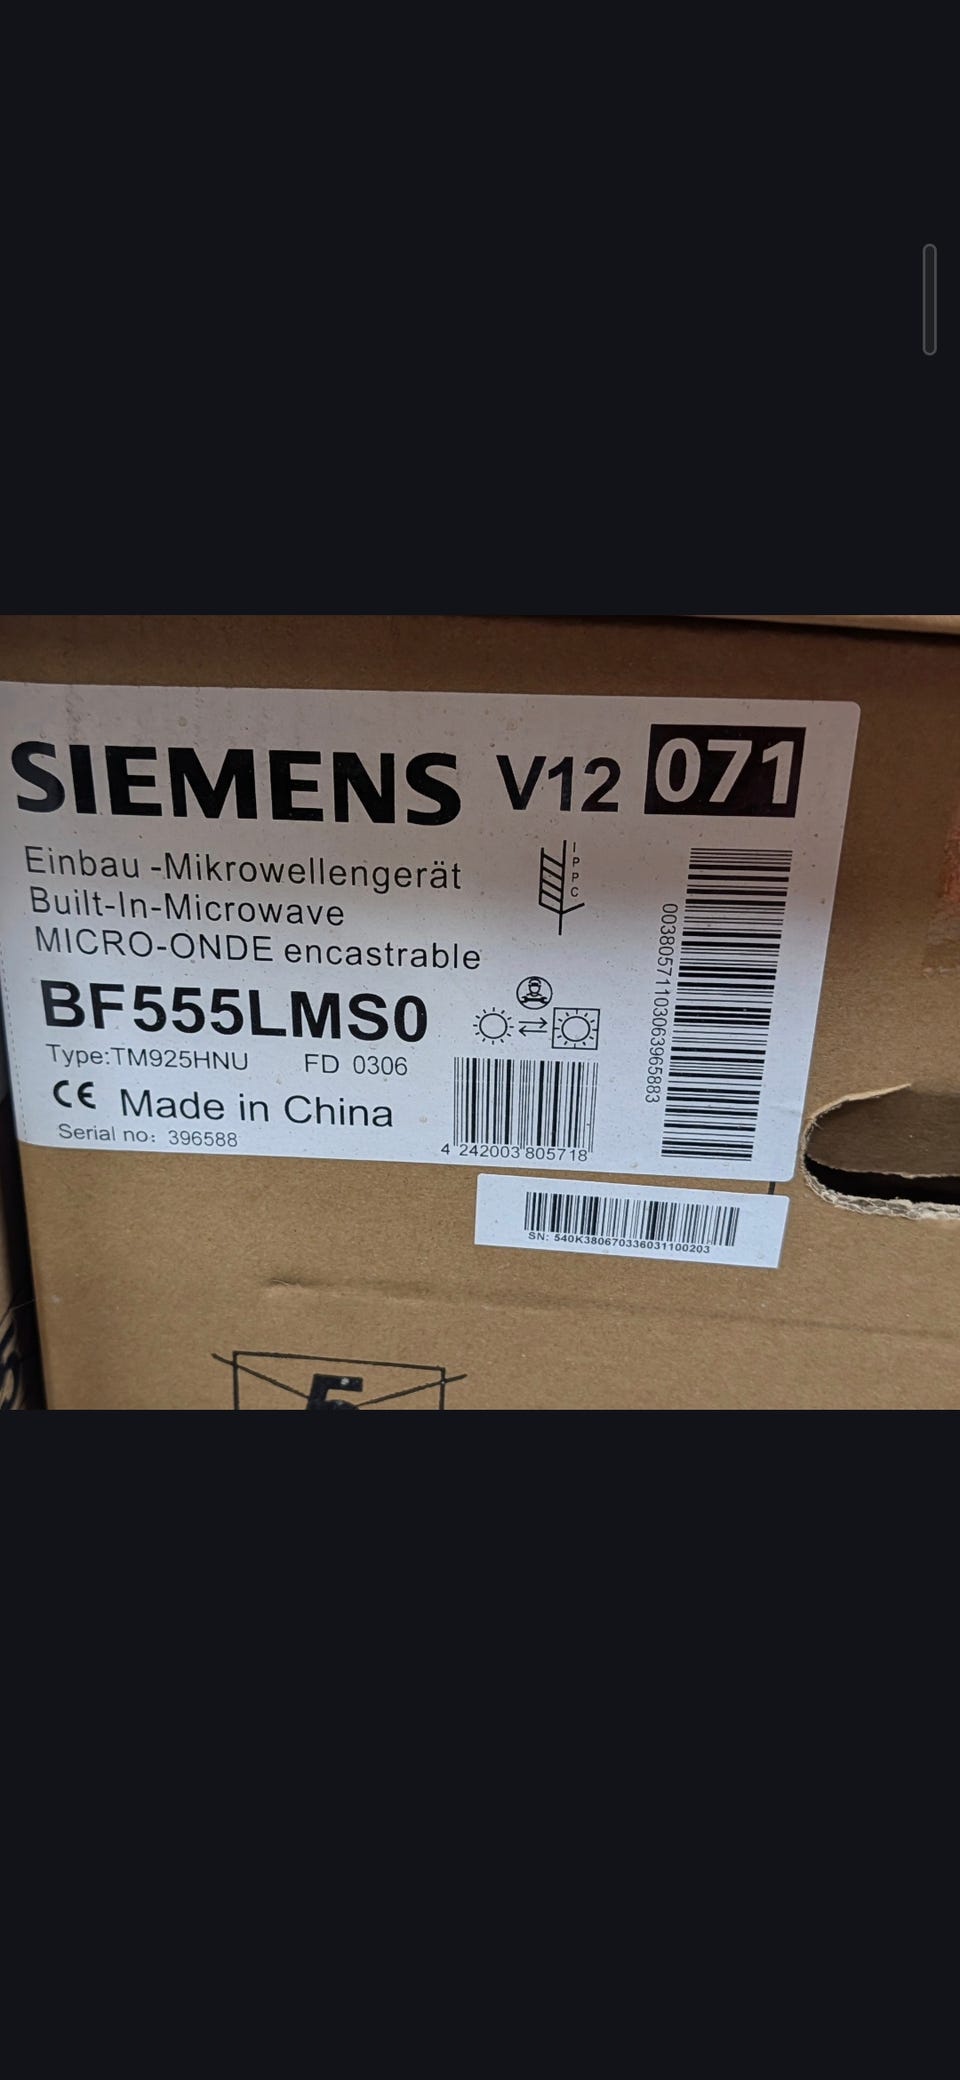 SIEMENS V12 071
Einbau -Mikrowellengerät
Built-In-Microwave
MICRO-ONDE encastrable
IPPC
BF555LMS0
Type:TM925HNU FD 0306
CE Made in China
Serial no: 396588
4 242003 805718
00380571103063965883
SN: 540K380670336031100203
5